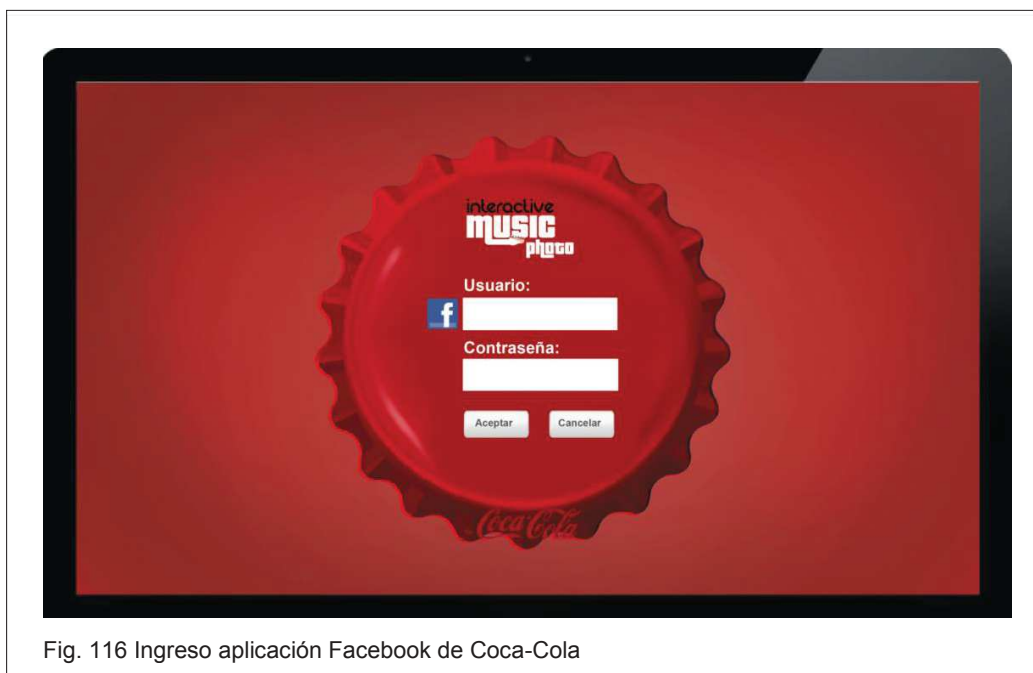 interactive
music
photo
Usuario:
f
Contraseña:
Aceptar Cancelar
Coca-Cola
Fig. 116 Ingreso aplicación Facebook de Coca-Cola